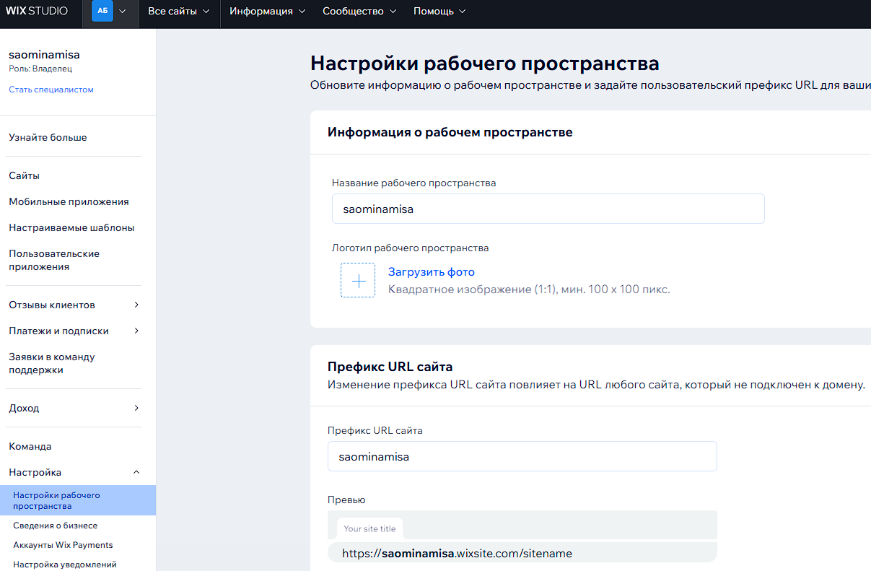 WIX STUDIO
АБ
Все сайты
Информация
Сообщество
Помощь
saominamisa
Роль: Владелец
Стать специалистом
Узнайте больше
Сайты
Мобильные приложения
Настраиваемые шаблоны
Пользовательские
приложения
Отзывы клиентов
Платежи и подписки
Заявки в команду
поддержки
Доход
Команда
Настройка
Настройки рабочего
пространства
Сведения о бизнесе
Аккаунты Wix Payments
Настройка уведомлений
Настройки рабочего пространства
Обновите информацию о рабочем пространстве и задайте пользовательский префикс URL для ваши
Информация о рабочем пространстве
Название рабочего пространства
saominamisa
Логотип рабочего пространства
Загрузить фото
Квадратное изображение (1:1), мин. 100 x 100 пикс.
Префикс URL сайта
Изменение префикса URL сайта повлияет на URL любого сайта, который не подключен к домену.
Префикс URL сайта
saominamisa
Превью
Your site title
https://saominamisa.wixsite.com/sitename